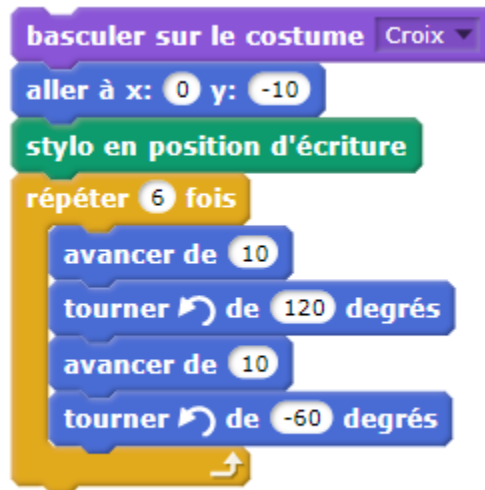 basculer sur le costume Croix
aller à x: 0 y: -10
stylo en position d'écriture
répéter 6 fois
avancer de 10
tourner de 120 degrés
avancer de 10
tourner de -60 degrés